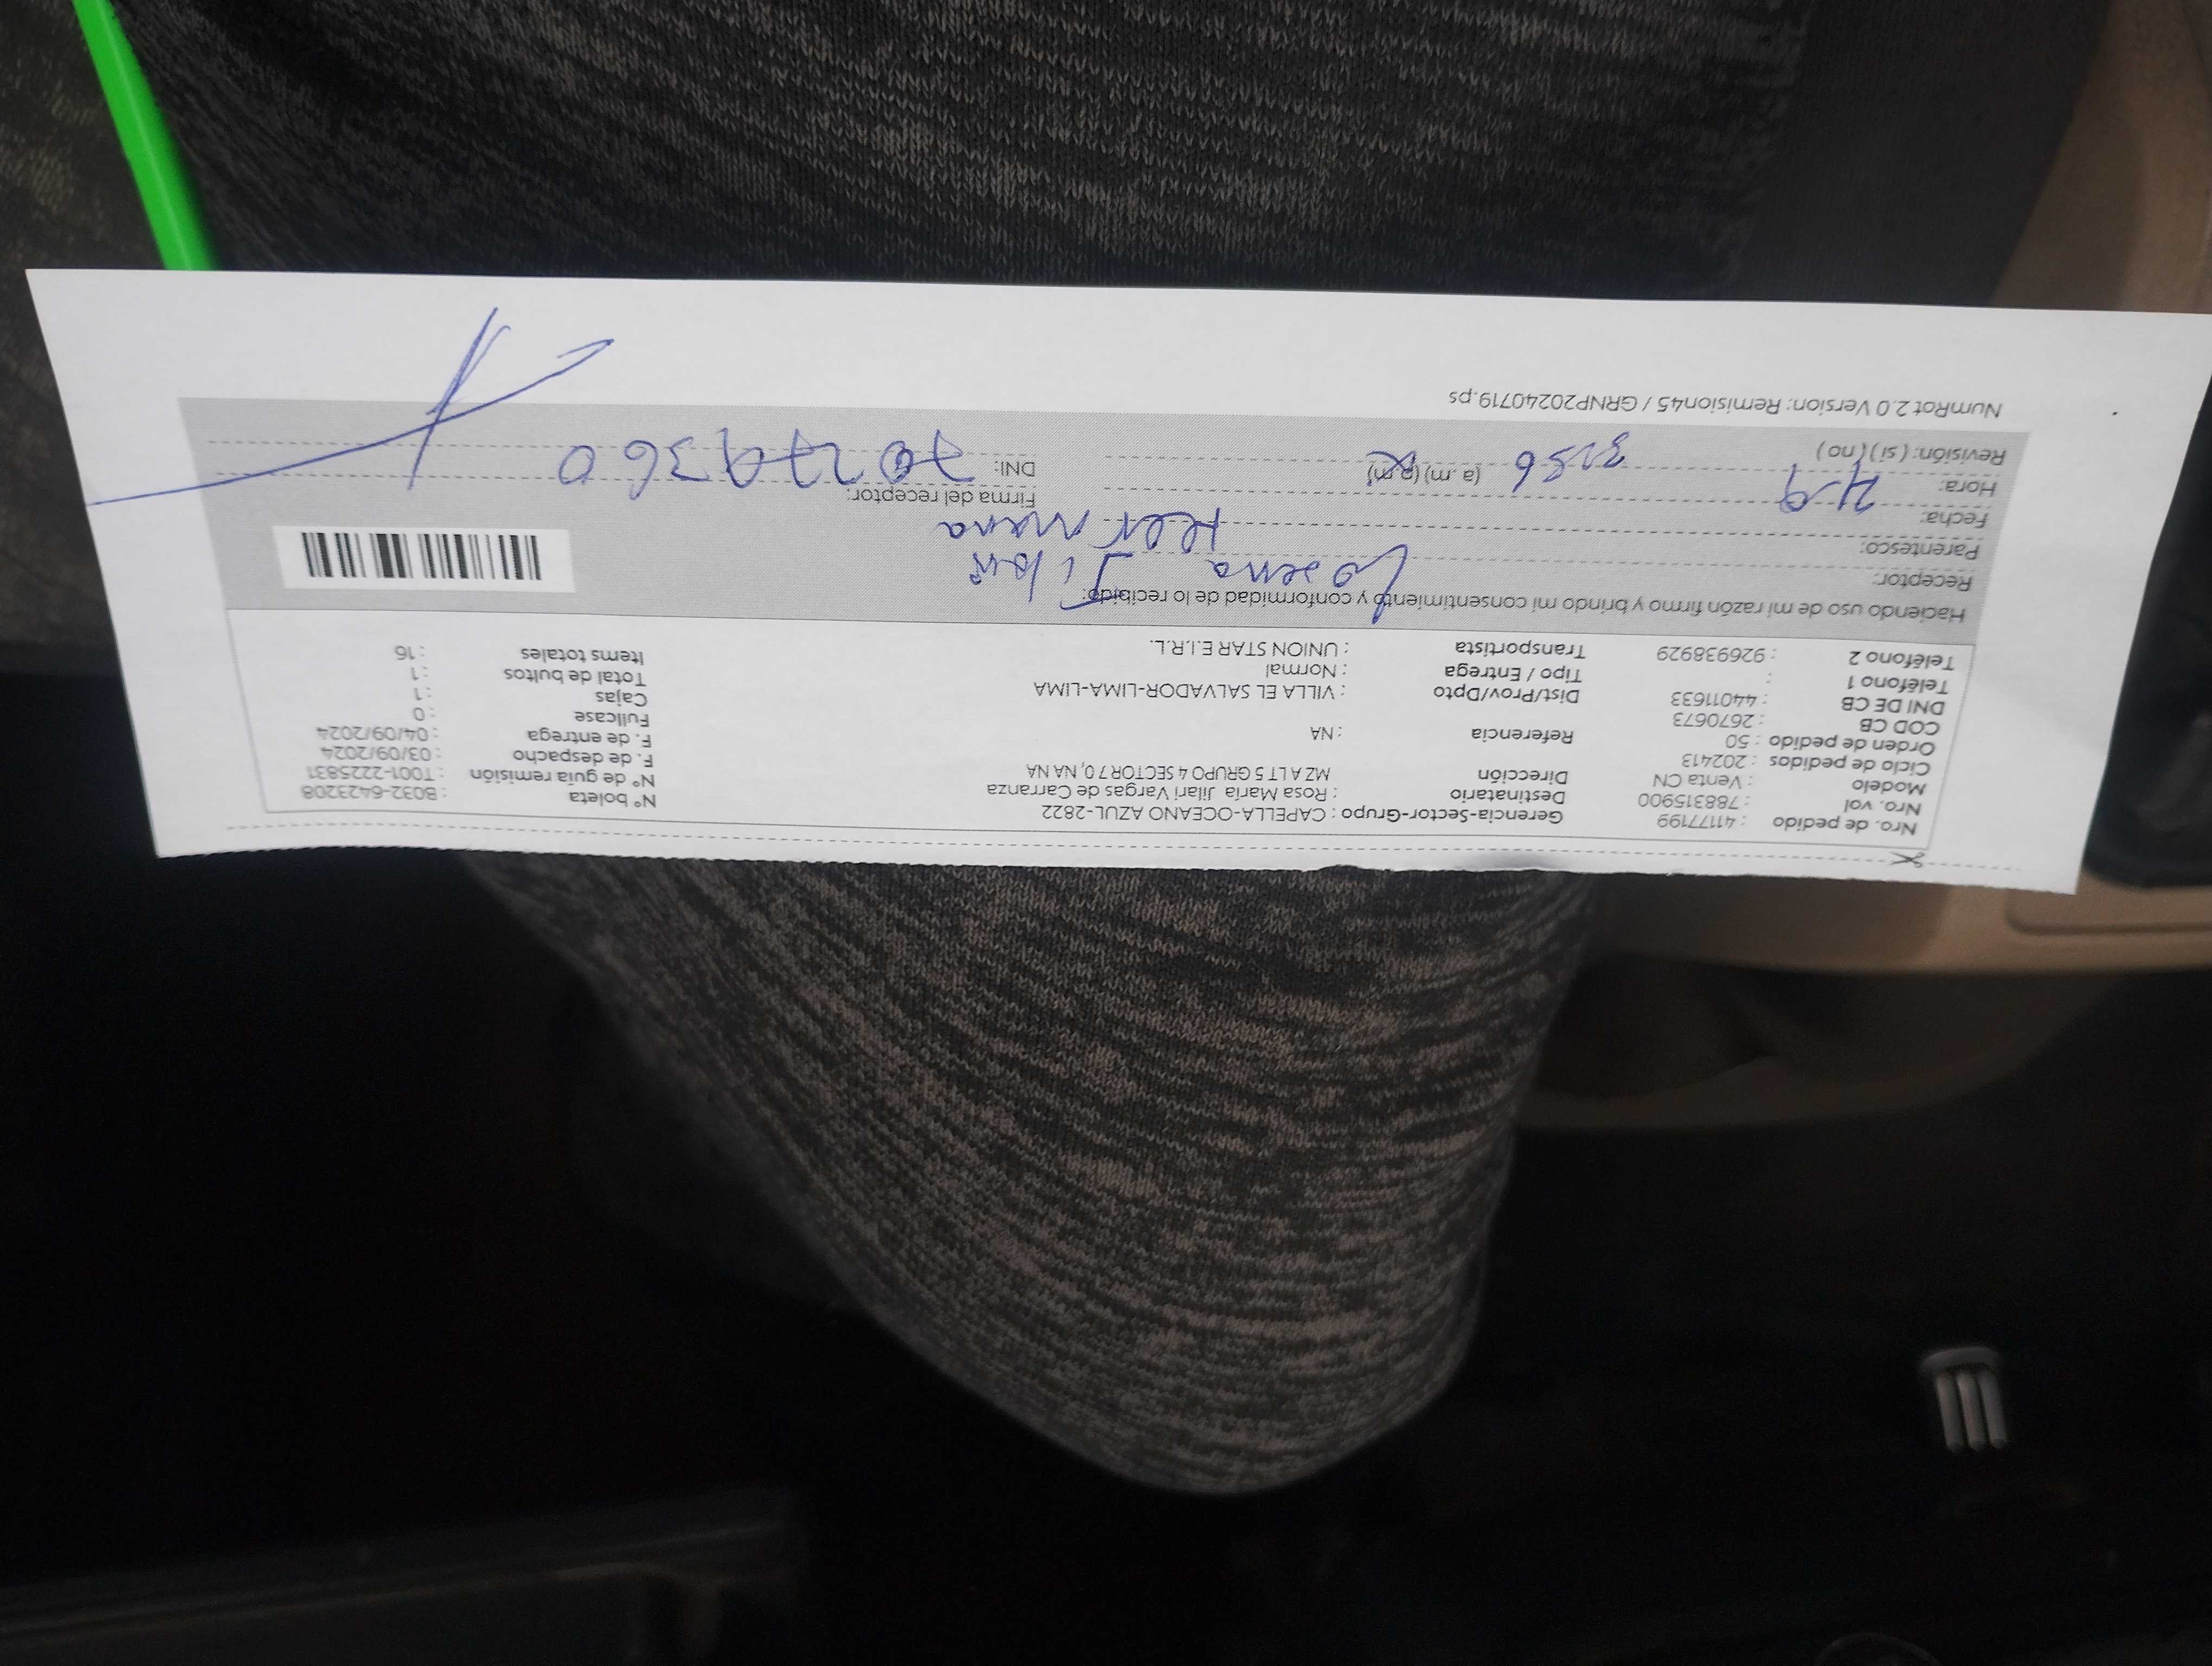 Nro. de pedido : 41177199 Gerencia-Sector-Grupo : CAPELLA-OCEANO AZUL-2822 Nº boleta : B032-6423208
Nro. vol : 788315900 Destinatario : Rosa María Jilari Vargas de Carranza Nº de guía remisión : T001-2225831
Modelo : Venta CN Dirección MZ A LT 5 GRUPO 4 SECTOR 7 0, NA NA F. de despacho : 03/09/2024
Ciclo de pedidos : 202413 F. de entrega : 04/09/2024
Orden de pedido : 50 Referencia : NA Fullcase : 0
COD CB : 2670673 Cajas : 1
DNI DE CB : 44011633 Dist/Prov/Dpto : VILLA EL SALVADOR-LIMA-LIMA Total de bultos : 1
Teléfono 1 : Tipo / Entrega : Normal Items totales : 16
Teléfono 2 : 926938929 Transportista : UNION STAR E.I.R.L.
Haciendo uso de mi razón firmo y brindo mi consentimiento y conformidad de lo recibido:
Receptor:
Parentesco: Hermana
Fecha: 4-9 Firma del receptor:
Hora: 3:56 (a .m) (p.m) DNI: 70279360
Revisión: ( si ) ( no )
NumRot 2.0 Version: Remision45 / GRNP20240719.ps